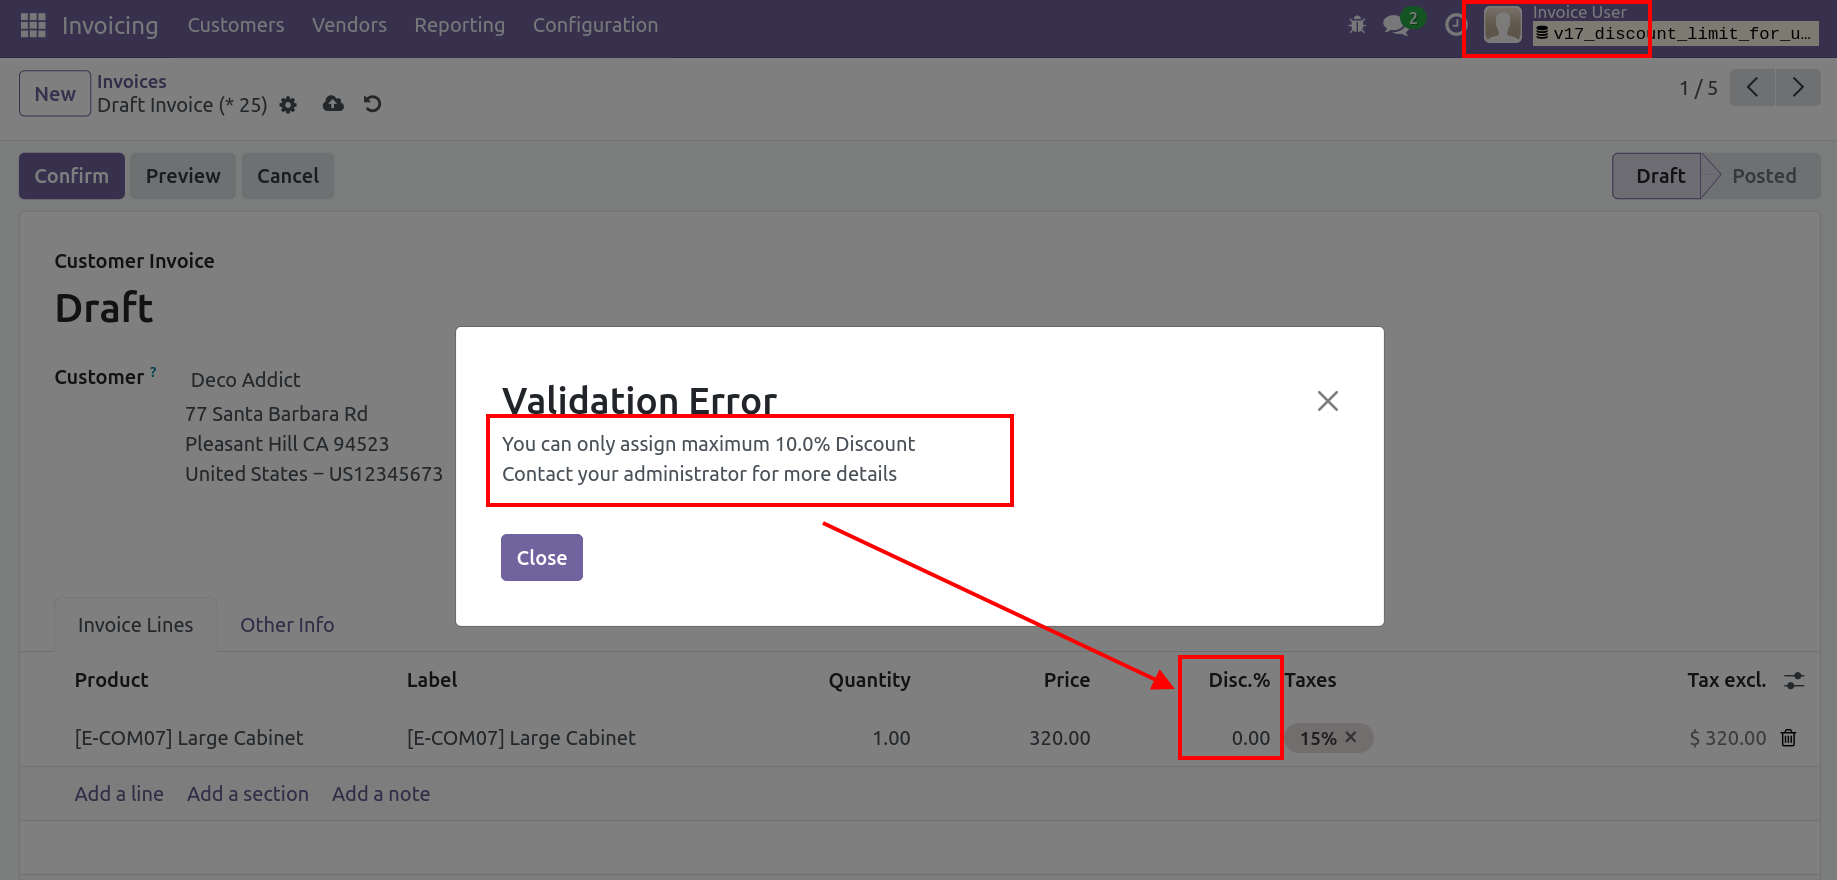 Invoicing Customers Vendors Reporting Configuration 2 Invoice User
v17_discount_limit_for_u...
New Invoices
Draft Invoice (* 25) 1 / 5
Confirm Preview Cancel Draft Posted
Customer Invoice
Draft
Customer ? Deco Addict
77 Santa Barbara Rd
Pleasant Hill CA 94523
United States – US12345673
Validation Error
You can only assign maximum 10.0% Discount
Contact your administrator for more details
Close
Invoice Lines Other Info
Product Label Quantity Price Disc.% Taxes Tax excl.
[E-COM07] Large Cabinet [E-COM07] Large Cabinet 1.00 320.00 0.00 15% $ 320.00
Add a line Add a section Add a note